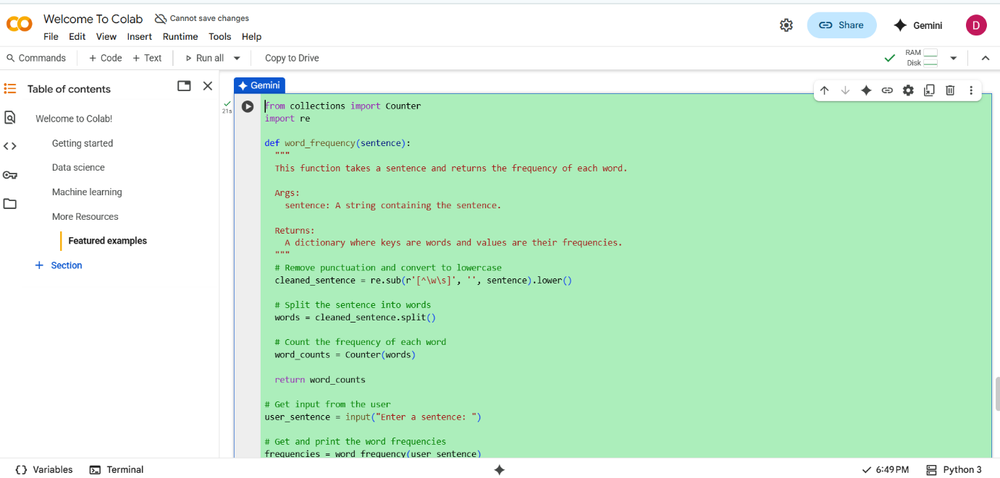 Welcome To Colab
Cannot save changes
File Edit View Insert Runtime Tools Help
Share
Gemini
D
Commands + Code + Text Run all Copy to Drive
RAM
Disk
Table of contents
Welcome to Colab!
Getting started
Data science
Machine learning
More Resources
Featured examples
+ Section
Gemini
21s
from collections import Counter
import re
def word_frequency(sentence):
"""
This function takes a sentence and returns the frequency of each word.
Args:
sentence: A string containing the sentence.
Returns:
A dictionary where keys are words and values are their frequencies.
"""
# Remove punctuation and convert to lowercase
cleaned_sentence = re.sub(r'[^\w\s]', '', sentence).lower()
# Split the sentence into words
words = cleaned_sentence.split()
# Count the frequency of each word
word_counts = Counter(words)
return word_counts
# Get input from the user
user_sentence = input("Enter a sentence: ")
# Get and print the word frequencies
frequencies = word_frequency(user_sentence)
Variables Terminal
6:49 PM Python 3